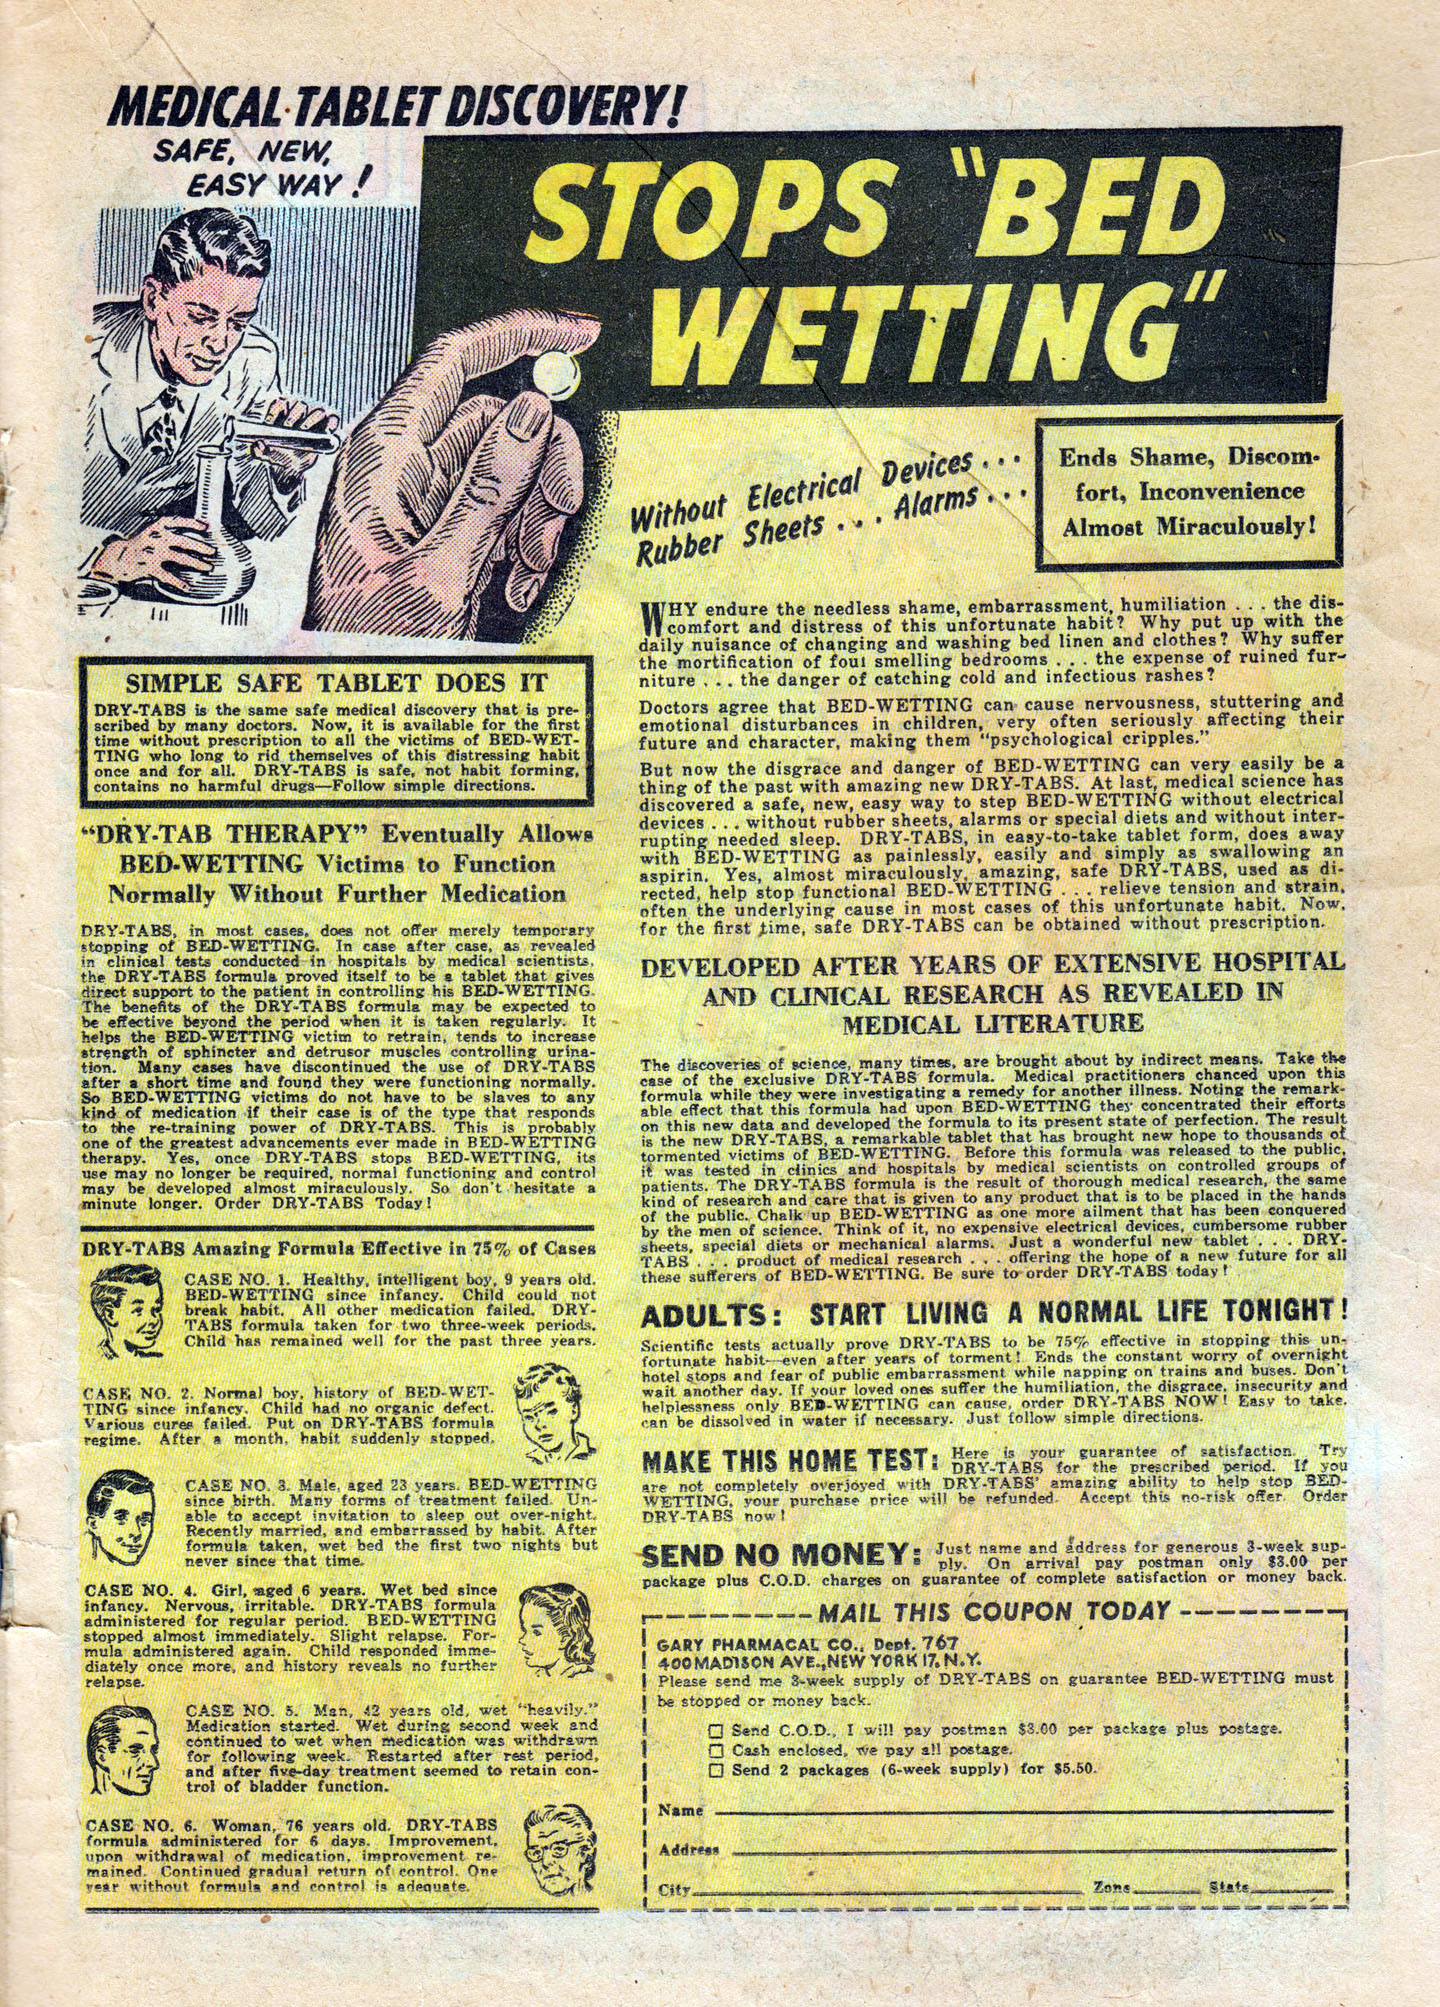 MEDICAL TABLET DISCOVERY!
SAFE, NEW,
EASY WAY!
STOPS "BED
WETTING"
Without Electrical Devices...
Rubber Sheets... Alarms...
Ends Shame, Discom-
fort, Inconvenience
Almost Miraculously!
SIMPLE SAFE TABLET DOES IT
DRY-TABS is the same safe medical discovery that is pre-
scribed by many doctors. Now, it is available for the first
time without prescription to all the victims of BED-WET-
TING who long to rid themselves of this distressing habit
once and for all. DRY-TABS is safe, not habit forming,
contains no harmful drugs—Follow simple directions.
"DRY-TAB THERAPY" Eventually Allows
BED-WETTING Victims to Function
Normally Without Further Medication
DRY-TABS, in most cases, does not offer merely temporary
stopping of BED-WETTING. In case after case, as revealed
in clinical tests conducted in hospitals by medical scientists,
the DRY-TABS formula proved itself to be a tablet that gives
direct support to the patient in controlling his BED-WETTING.
The benefits of the DRY-TABS formula may be expected to
be effective beyond the period when it is taken regularly. It
helps the BED-WETTING victim to retrain, tends to increase
strength of sphincter and detrusor muscles controlling urina-
tion. Many cases have discontinued the use of DRY-TABS
after a short time and found they were functioning normally.
So BED-WETTING victims do not have to be slaves to any
kind of medication if their case is of the type that responds
to the re-training power of DRY-TABS. This is probably
one of the greatest advancements ever made in BED-WETTING
therapy. Yes, once DRY-TABS stops BED-WETTING, its
use may no longer be required, normal functioning and control
may be developed almost miraculously. So don't hesitate a
minute longer. Order DRY-TABS Today!
DRY-TABS Amazing Formula Effective in 75% of Cases
CASE NO. 1. Healthy, intelligent boy, 9 years old.
BED-WETTING since infancy. Child could not
break habit. All other medication failed. DRY-
TABS formula taken for two three-week periods.
Child has remained well for the past three years.
CASE NO. 2. Normal boy, history of BED-WET-
TING since infancy. Child had no organic defect.
Various cures failed. Put on DRY-TABS formula
regime. After a month, habit suddenly stopped.
CASE NO. 3. Male, aged 23 years. BED-WETTING
since birth. Many forms of treatment failed. Un-
able to accept invitation to sleep out over-night.
Recently married, and embarrassed by habit. After
formula taken, wet bed the first two nights but
never since that time.
CASE NO. 4. Girl, aged 6 years. Wet bed since
infancy. Nervous, irritable. DRY-TABS formula
administered for regular period. BED-WETTING
stopped almost immediately. Slight relapse. For-
mula administered again. Child responded imme-
diately once more, and history reveals no further
relapse.
CASE NO. 5. Man, 42 years old, wet "heavily."
Medication started. Wet during second week and
continued to wet when medication was withdrawn
for following week. Restarted after rest period,
and after five-day treatment seemed to retain con-
trol of bladder function.
CASE NO. 6. Woman, 76 years old. DRY-TABS
formula administered for 6 days. Improvement,
upon withdrawal of medication, improvement re-
mained. Continued gradual return of control. One
year without formula and control is adequate.
WHY endure the needless shame, embarrassment, humiliation . . . the dis-
comfort and distress of this unfortunate habit? Why put up with the
daily nuisance of changing and washing bed linen and clothes? Why suffer
the mortification of foul smelling bedrooms . . . the expense of ruined fur-
niture . . . the danger of catching cold and infectious rashes?
Doctors agree that BED-WETTING can cause nervousness, stuttering and
emotional disturbances in children, very often seriously affecting their
future and character, making them "psychological cripples."
But now the disgrace and danger of BED-WETTING can very easily be a
thing of the past with amazing new DRY-TABS. At last, medical science has
discovered a safe, new, easy way to step BED-WETTING without electrical
devices . . . without rubber sheets, alarms or special diets and without inter-
rupting needed sleep. DRY-TABS, in easy-to-take tablet form, does away
with BED-WETTING as painlessly, easily and simply as swallowing an
aspirin. Yes, almost miraculously, amazing, safe DRY-TABS, used as di-
rected, help stop functional BED-WETTING . . . relieve tension and strain,
often the underlying cause in most cases of this unfortunate habit. Now,
for the first time, safe DRY-TABS can be obtained without prescription.
DEVELOPED AFTER YEARS OF EXTENSIVE HOSPITAL
AND CLINICAL RESEARCH AS REVEALED IN
MEDICAL LITERATURE
The discoveries of science, many times, are brought about by indirect means. Take the
case of the exclusive DRY-TABS formula. Medical practitioners chanced upon this
formula while they were investigating a remedy for another illness. Noting the remark-
able effect that this formula had upon BED-WETTING they concentrated their efforts
on this new data and developed the formula to its present state of perfection. The result
is the new DRY-TABS, a remarkable tablet that has brought new hope to thousands of
tormented victims of BED-WETTING. Before this formula was released to the public,
it was tested in clinics and hospitals by medical scientists on controlled groups of
patients. The DRY-TABS formula is the result of thorough medical research, the same
kind of research and care that is given to any product that is to be placed in the hands
of the public. Chalk up BED-WETTING as one more ailment that has been conquered
by the men of science. Think of it, no expensive electrical devices, cumbersome rubber
sheets, special diets or mechanical alarms. Just a wonderful new tablet . . . DRY-
TABS . . . product of medical research . . . offering the hope of a new future for all
these sufferers of BED-WETTING. Be sure to order DRY-TABS today!
ADULTS: START LIVING A NORMAL LIFE TONIGHT!
Scientific tests actually prove DRY-TABS to be 75% effective in stopping this un-
fortunate habit—even after years of torment! Ends the constant worry of overnight
hotel stops and fear of public embarrassment while napping on trains and buses. Don't
wait another day. If your loved ones suffer the humiliation, the disgrace, insecurity and
helplessness only BED-WETTING can cause, order DRY-TABS NOW! Easy to take,
can be dissolved in water if necessary. Just follow simple directions.
MAKE THIS HOME TEST: Here is your guarantee of satisfaction. Try
DRY-TABS for the prescribed period. If you
are not completely overjoyed with DRY-TABS' amazing ability to help stop BED-
WETTING, your purchase price will be refunded. Accept this no-risk offer. Order
DRY-TABS now!
SEND NO MONEY: Just name and address for generous 3-week sup-
ply. On arrival pay postman only $3.00 per
package plus C.O.D. charges on guarantee of complete satisfaction or money back.
MAIL THIS COUPON TODAY
GARY PHARMACAL CO., Dept. 767
400 MADISON AVE., NEW YORK 17, N.Y.
Please send me 3-week supply of DRY-TABS on guarantee BED-WETTING must
be stopped or money back.
Send C.O.D., I will pay postman $3.00 per package plus postage.
Cash enclosed, we pay all postage.
Send 2 packages (6-week supply) for $5.50.
Name
Address
City Zone State